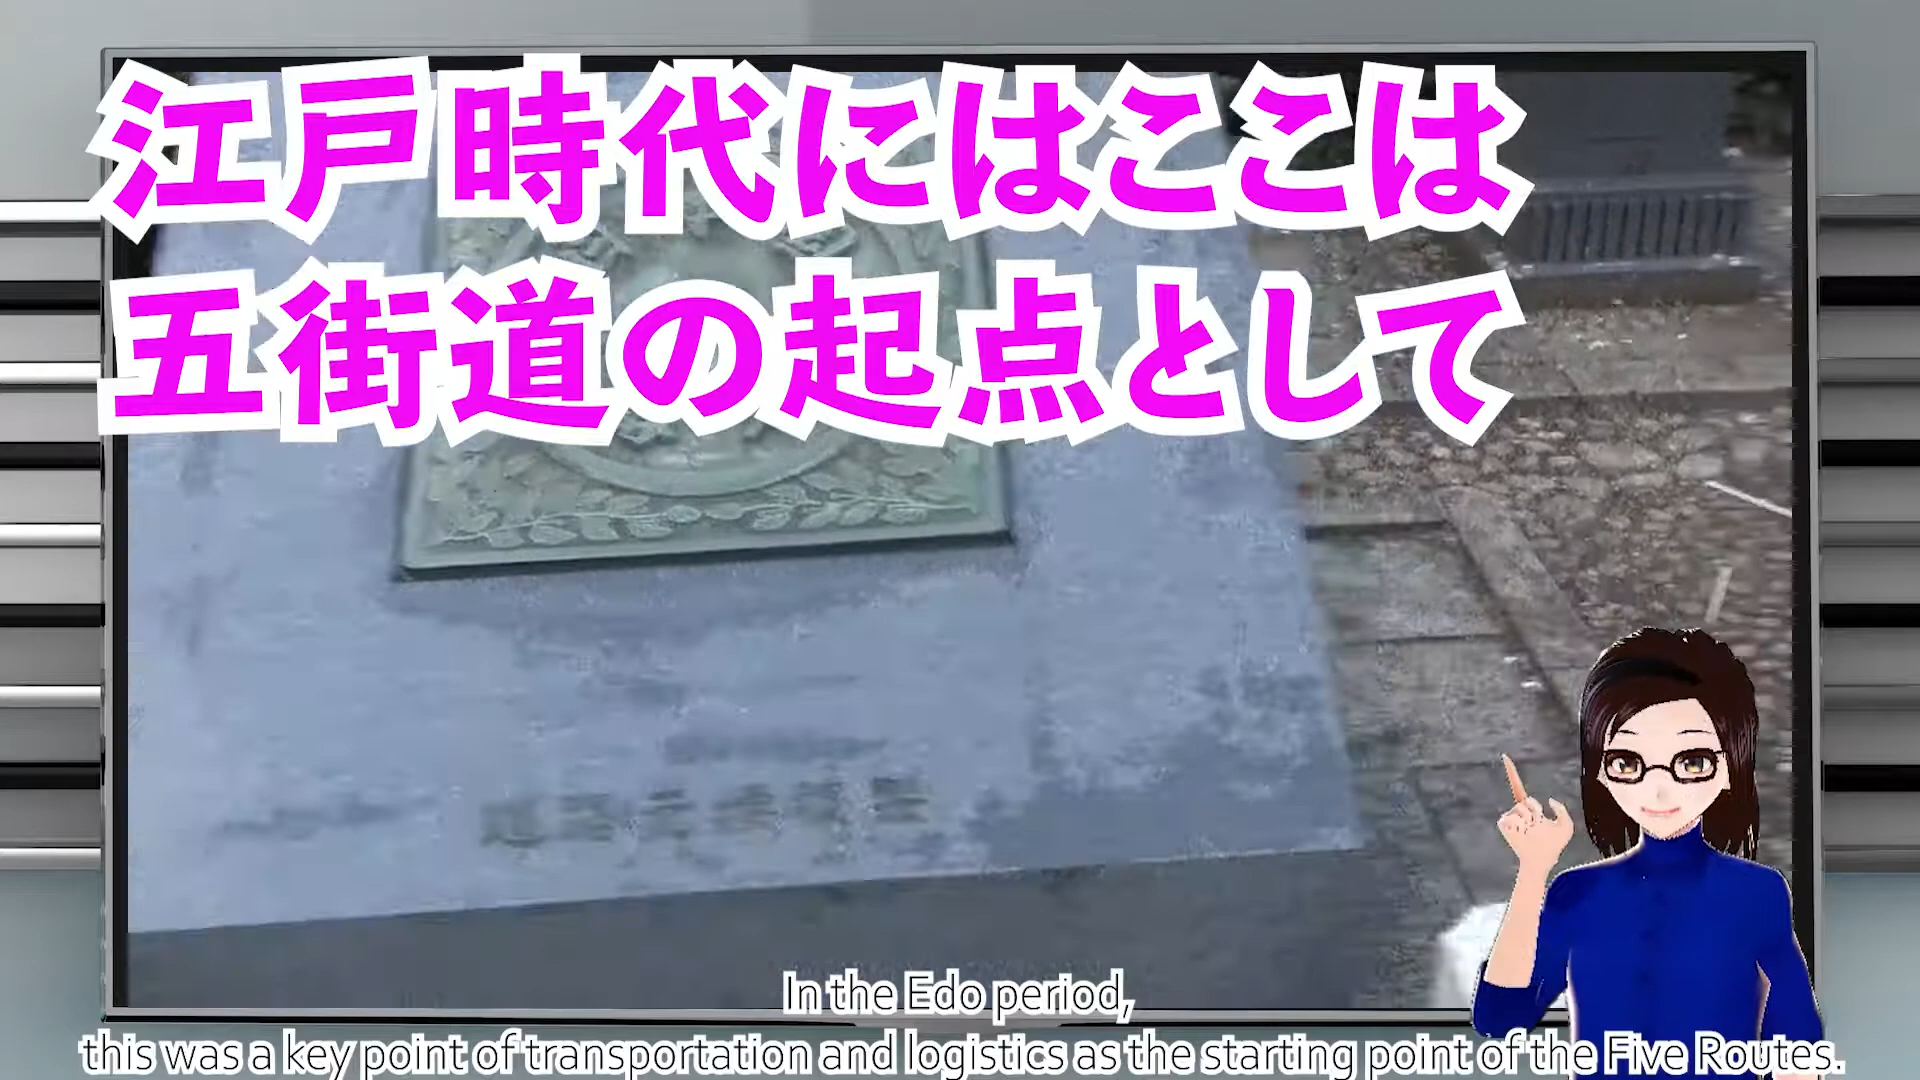 江戸時代にはここは
五街道の起点として
In the Edo period,
this was a key point of transportation and logistics as the starting point of the Five Routes.